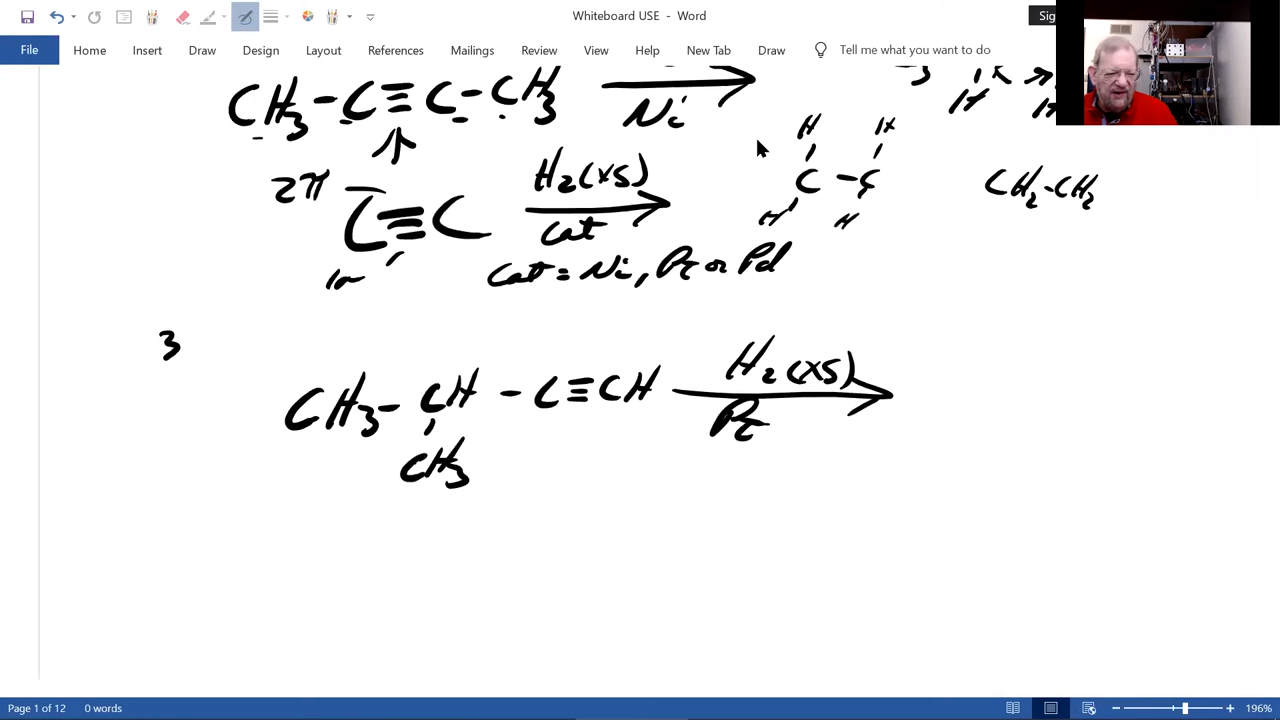 Whiteboard USE - Word
Sig
File Home Insert Draw Design Layout References Mailings Review View Help New Tab Draw Tell me what you want to do
CH3 - C ≡ C - CH3 Ni
H H
2π C≡C H2(xs) C - C CH2-CH2
Cat H H
1σ Cat = Ni, Pt or Pd
3
CH3 - CH - C≡CH H2(xs)
Pt
CH3
Page 1 of 12 0 words 196%